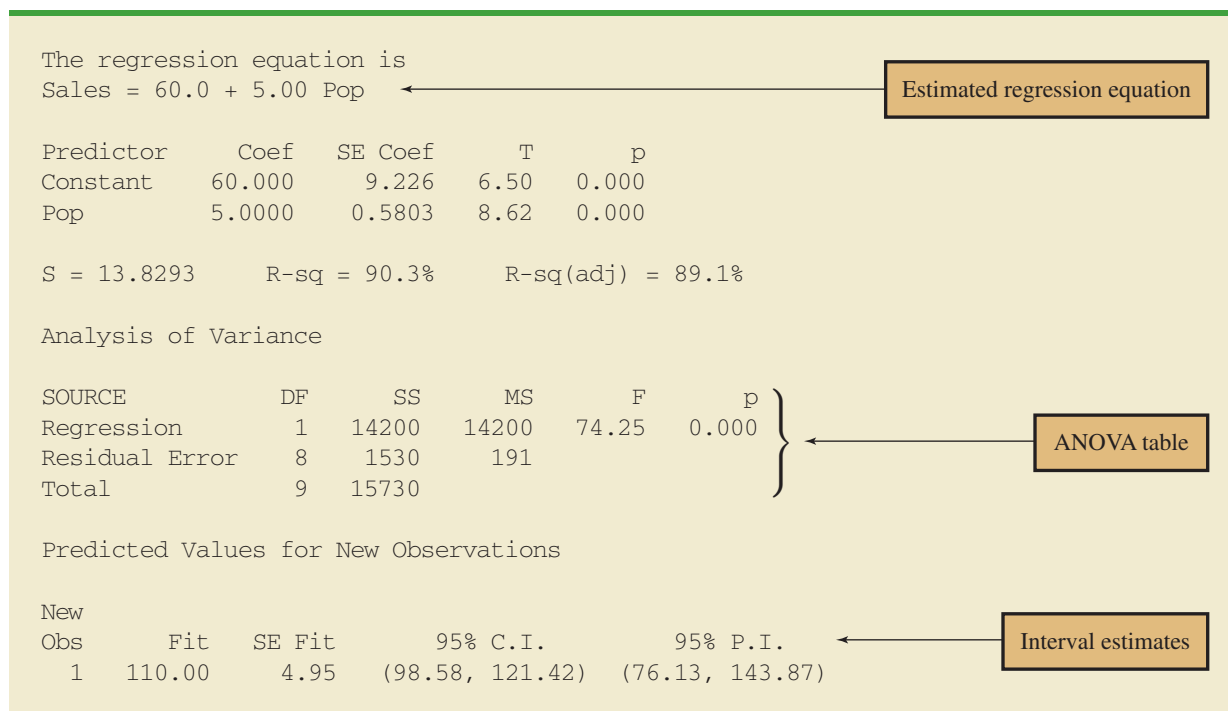 The regression equation is
Sales = 60.0 + 5.00 Pop
Estimated regression equation
Predictor Coef SE Coef T p
Constant 60.000 9.226 6.50 0.000
Pop 5.0000 0.5803 8.62 0.000
S = 13.8293 R-sq = 90.3% R-sq(adj) = 89.1%
Analysis of Variance
SOURCE DF SS MS F p
Regression 1 14200 14200 74.25 0.000
Residual Error 8 1530 191
Total 9 15730
ANOVA table
Predicted Values for New Observations
New
Obs Fit SE Fit 95% C.I. 95% P.I.
1 110.00 4.95 (98.58, 121.42) (76.13, 143.87)
Interval estimates